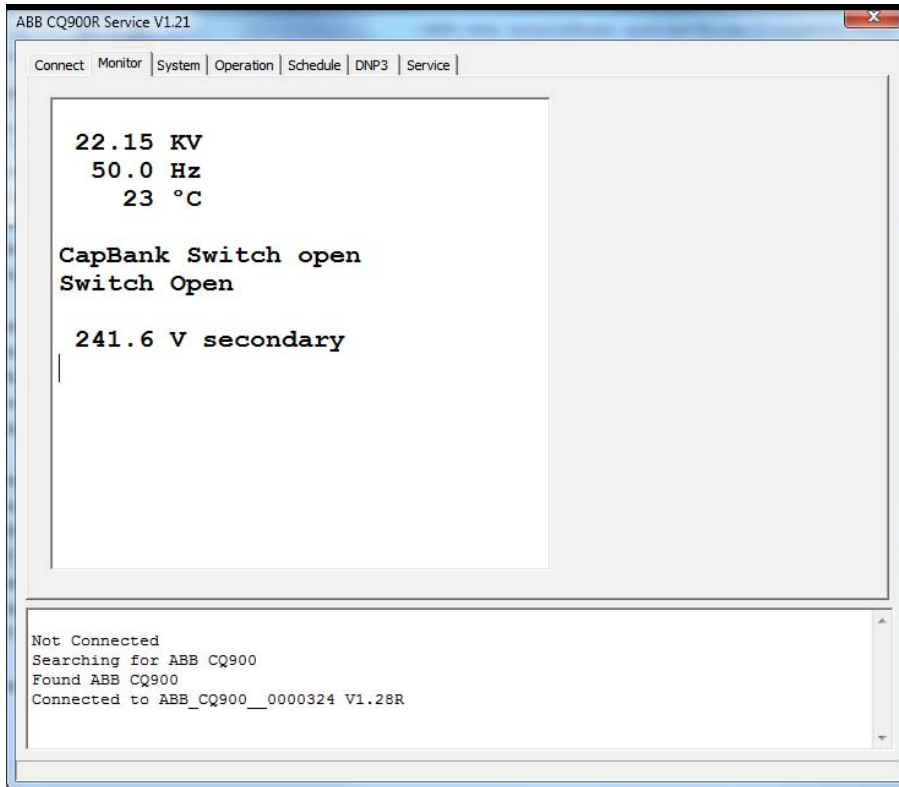 ABB CQ900R Service V1.21
Connect Monitor System Operation Schedule DNP3 Service
22.15 KV
50.0 Hz
23 °C
CapBank Switch open
Switch Open
241.6 V secondary
Not Connected
Searching for ABB CQ900
Found ABB CQ900
Connected to ABB_CQ900__0000324 V1.28R